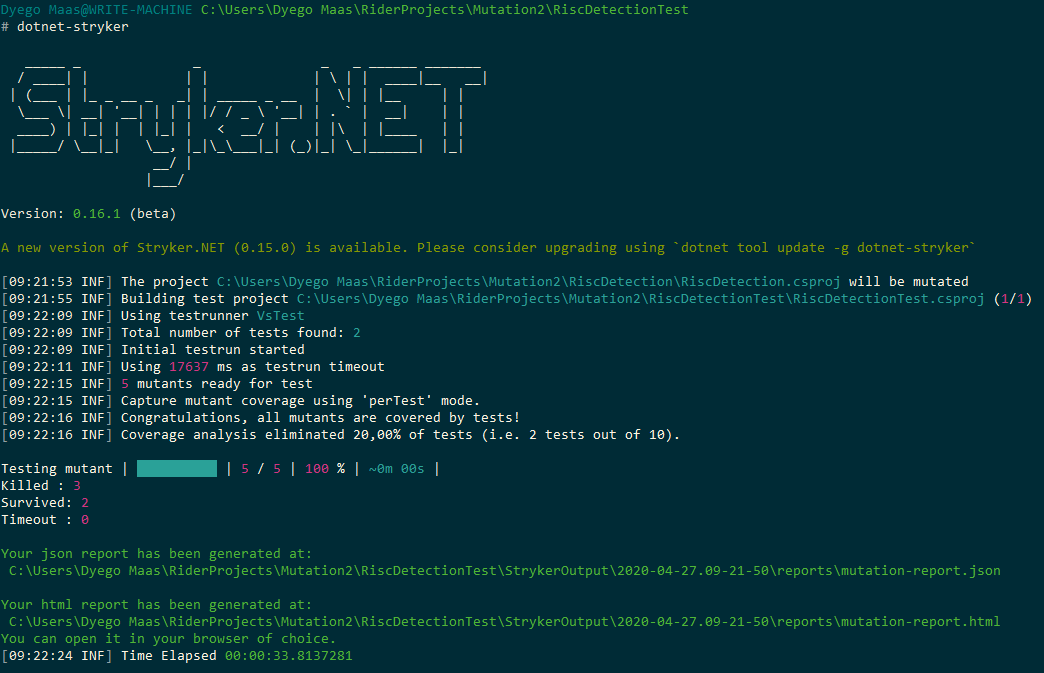 Dyego Maas@WRITE-MACHINE C:\Users\Dyego Maas\RiderProjects\Mutation2\RiscDetectionTest
# dotnet-stryker
Stryker.NET
Version: 0.16.1 (beta)
A new version of Stryker.NET (0.15.0) is available. Please consider upgrading using `dotnet tool update -g dotnet-stryker`
[09:21:53 INF] The project C:\Users\Dyego Maas\RiderProjects\Mutation2\RiscDetection\RiscDetection.csproj will be mutated
[09:21:55 INF] Building test project C:\Users\Dyego Maas\RiderProjects\Mutation2\RiscDetectionTest\RiscDetectionTest.csproj (1/1)
[09:22:09 INF] Using testrunner VsTest
[09:22:09 INF] Total number of tests found: 2
[09:22:09 INF] Initial testrun started
[09:22:11 INF] Using 17637 ms as testrun timeout
[09:22:15 INF] 5 mutants ready for test
[09:22:15 INF] Capture mutant coverage using 'perTest' mode.
[09:22:16 INF] Congratulations, all mutants are covered by tests!
[09:22:16 INF] Coverage analysis eliminated 20,00% of tests (i.e. 2 tests out of 10).
Testing mutant | | 5 / 5 | 100 % | ~0m 00s |
Killed : 3
Survived: 2
Timeout : 0
Your json report has been generated at:
C:\Users\Dyego Maas\RiderProjects\Mutation2\RiscDetectionTest\StrykerOutput\2020-04-27.09-21-50\reports\mutation-report.json
Your html report has been generated at:
C:\Users\Dyego Maas\RiderProjects\Mutation2\RiscDetectionTest\StrykerOutput\2020-04-27.09-21-50\reports\mutation-report.html
You can open it in your browser of choice.
[09:22:24 INF] Time Elapsed 00:00:33.8137281